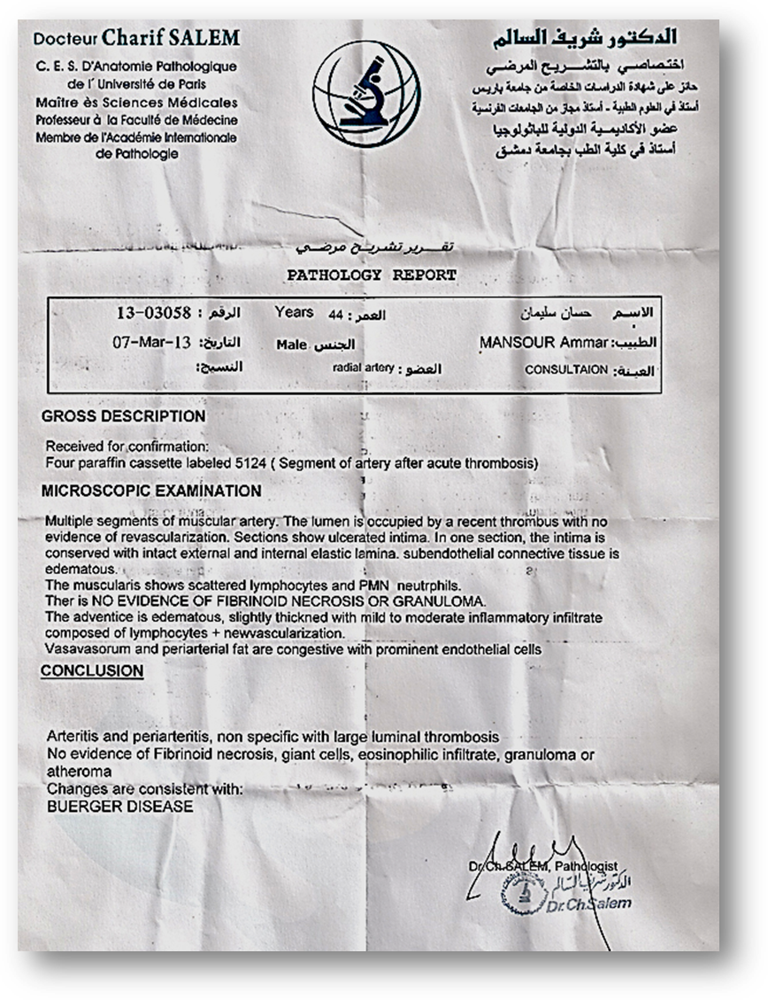 Docteur Charif SALEM
C. E. S. D'Anatomie Pathologique
de l' Université de Paris
Maître ès Sciences Médicales
Professeur à la Faculté de Médecine
Membre de l'Académie Internationale
de Pathologie
الدكتور شريف السالم
اختصاصي بالتشريح المرضي
حائز على شهادة الدراسات الخاصة من جامعة باريس
أستاذ في العلوم الطبية - أستاذ مجاز من الجامعات الفرنسية
عضو الأكاديمية الدولية للباثولوجيا
أستاذ في كلية الطب بجامعة دمشق
تقرير تشريح مرضي
PATHOLOGY REPORT
الاسم حسان سليمان العمر: 44 Years الرقم: 13-03058
الطبيب: MANSOUR Ammar الجنس Male التاريخ: 07-Mar-13
العينة: CONSULTAION العضو: radial artery النسيج:
GROSS DESCRIPTION
Received for confirmation:
Four paraffin cassette labeled 5124 ( Segment of artery after acute thrombosis)
MICROSCOPIC EXAMINATION
Multiple segments of muscular artery. The lumen is occupied by a recent thrombus with no
evidence of revascularization. Sections show ulcerated intima. In one section, the intima is
conserved with intact external and internal elastic lamina. subendothelial connective tissue is
edematous.
The muscularis shows scattered lymphocytes and PMN neutrphils.
Ther is NO EVIDENCE OF FIBRINOID NECROSIS OR GRANULOMA.
The adventice is edematous, slightly thickned with mild to moderate inflammatory infiltrate
composed of lymphocytes + newvascularization.
Vasavasorum and periarterial fat are congestive with prominent endothelial cells
CONCLUSION
Arteritis and periarteritis, non specific with large luminal thrombosis
No evidence of Fibrinoid necrosis, giant cells, eosinophilic infiltrate, granuloma or
atheroma
Changes are consistent with:
BUERGER DISEASE
Dr.Ch.SALEM, Pathologist
الدكتور شريف السالم
Dr.Ch.Salem